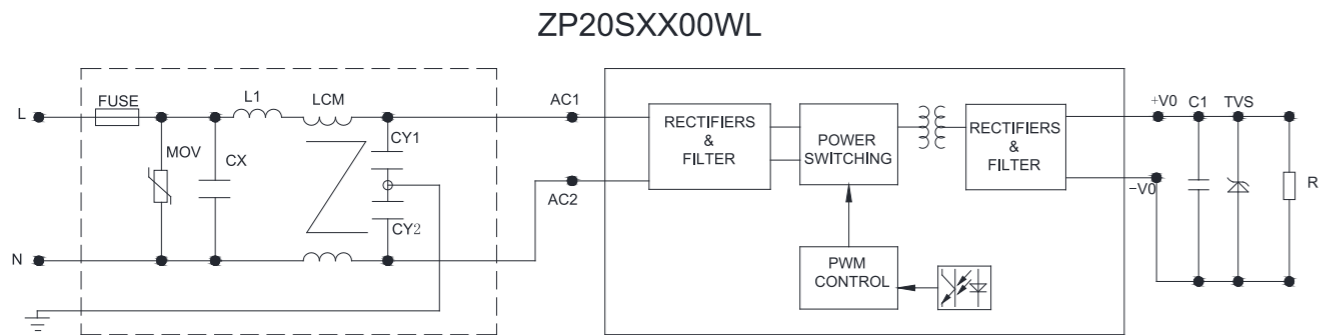 ZP20SXX00WL
FUSE
L1
LCM
L
MOV
CX
CY1
CY2
N
AC1
AC2
RECTIFIERS
&
FILTER
POWER
SWITCHING
RECTIFIERS
&
FILTER
PWM
CONTROL
+V0
C1
TVS
−V0
R